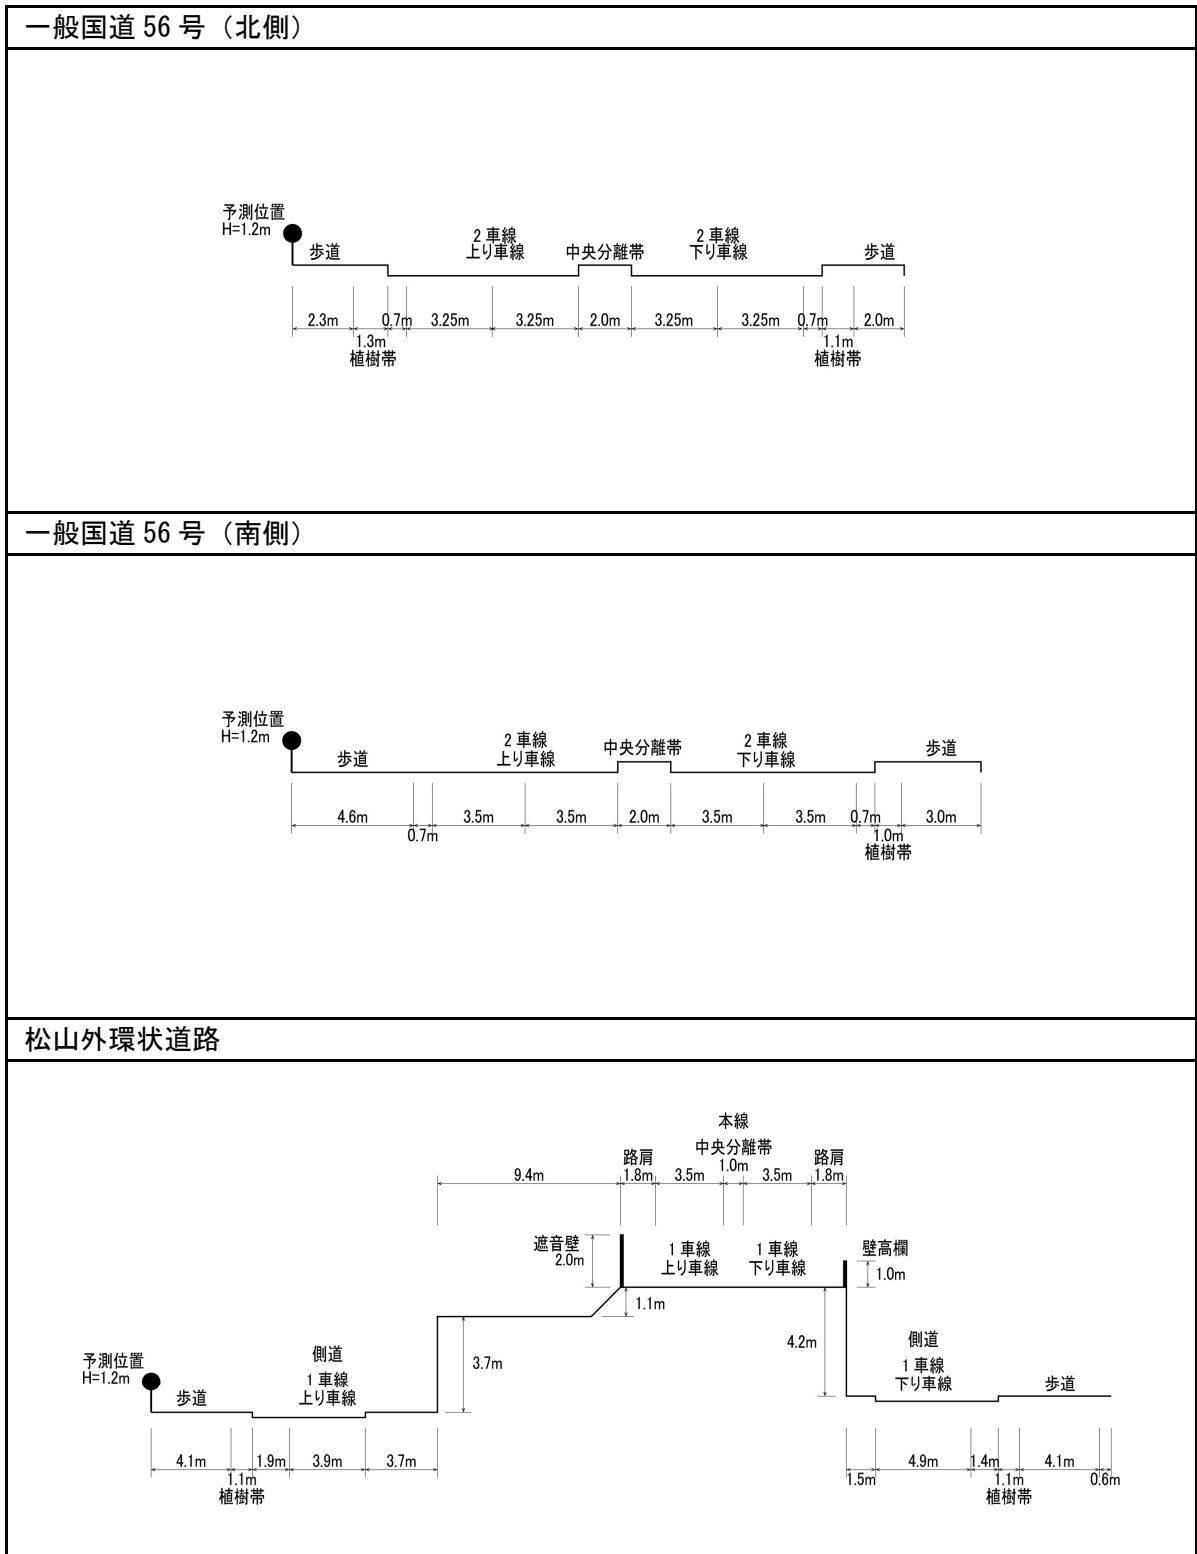 一般国道 56 号（北側）
予測位置
H=1.2m
歩道
2 車線
上り車線
中央分離帯
2 車線
下り車線
歩道
2.3m
0.7m
3.25m
3.25m
2.0m
3.25m
3.25m
0.7m
2.0m
1.3m
植樹帯
1.1m
植樹帯
一般国道 56 号（南側）
予測位置
H=1.2m
歩道
2 車線
上り車線
中央分離帯
2 車線
下り車線
歩道
4.6m
3.5m
3.5m
2.0m
3.5m
3.5m
0.7m
3.0m
0.7m
1.0m
植樹帯
松山外環状道路
本線
中央分離帯
1.0m
路肩
1.8m
路肩
1.8m
9.4m
3.5m
3.5m
遮音壁
2.0m
1 車線
上り車線
1 車線
下り車線
壁高欄
1.0m
1.1m
4.2m
3.7m
側道
1 車線
上り車線
側道
1 車線
下り車線
予測位置
H=1.2m
歩道
歩道
4.1m
1.9m
3.9m
3.7m
1.1m
植樹帯
4.9m
1.4m
4.1m
1.5m
1.1m
植樹帯
0.6m